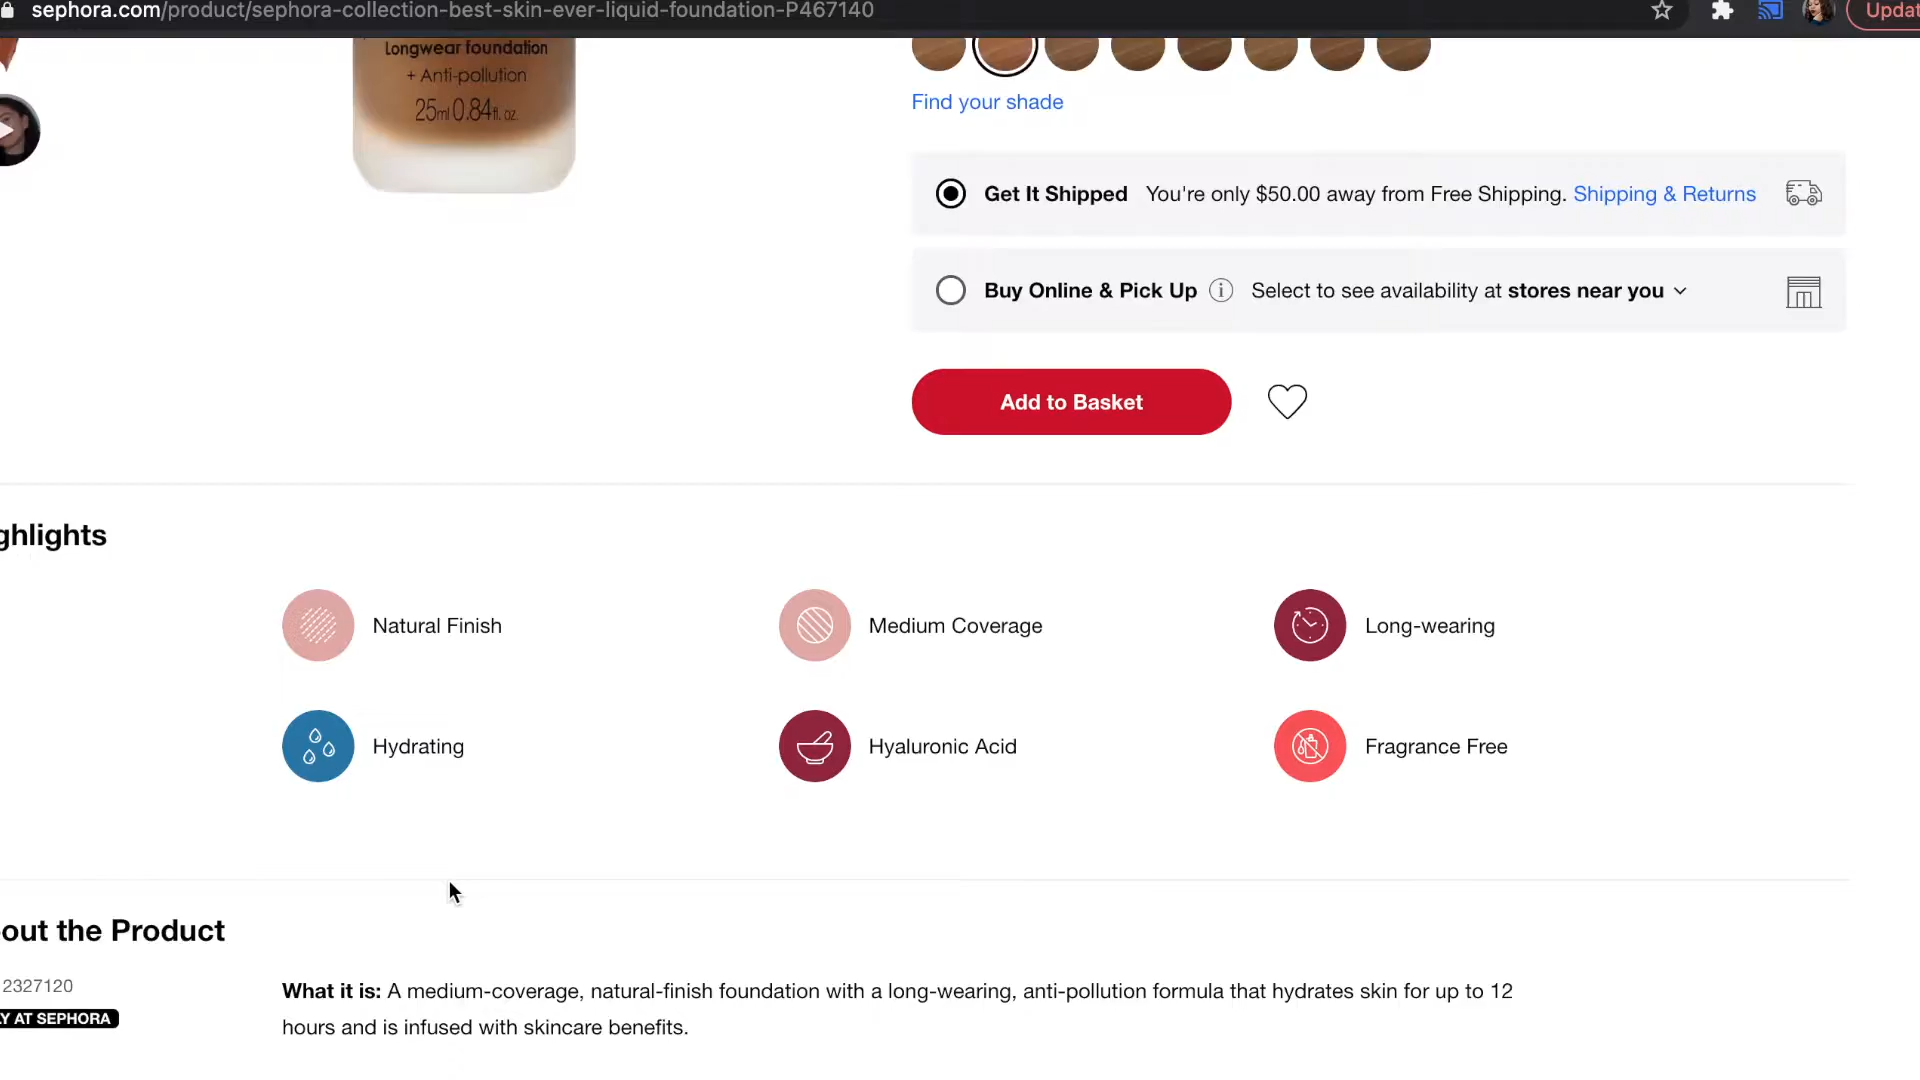 sephora.com/product/sephora-collection-best-skin-ever-liquid-foundation-P467140
Updat
Longwear foundation
+ Anti-pollution
25ml 0.84fl. oz.
Find your shade
Get It Shipped You're only $50.00 away from Free Shipping. Shipping & Returns
Buy Online & Pick Up i Select to see availability at stores near you
Add to Basket
ghlights
Natural Finish
Medium Coverage
Long-wearing
Hydrating
Hyaluronic Acid
Fragrance Free
out the Product
2327120
Y AT SEPHORA
What it is: A medium-coverage, natural-finish foundation with a long-wearing, anti-pollution formula that hydrates skin for up to 12
hours and is infused with skincare benefits.